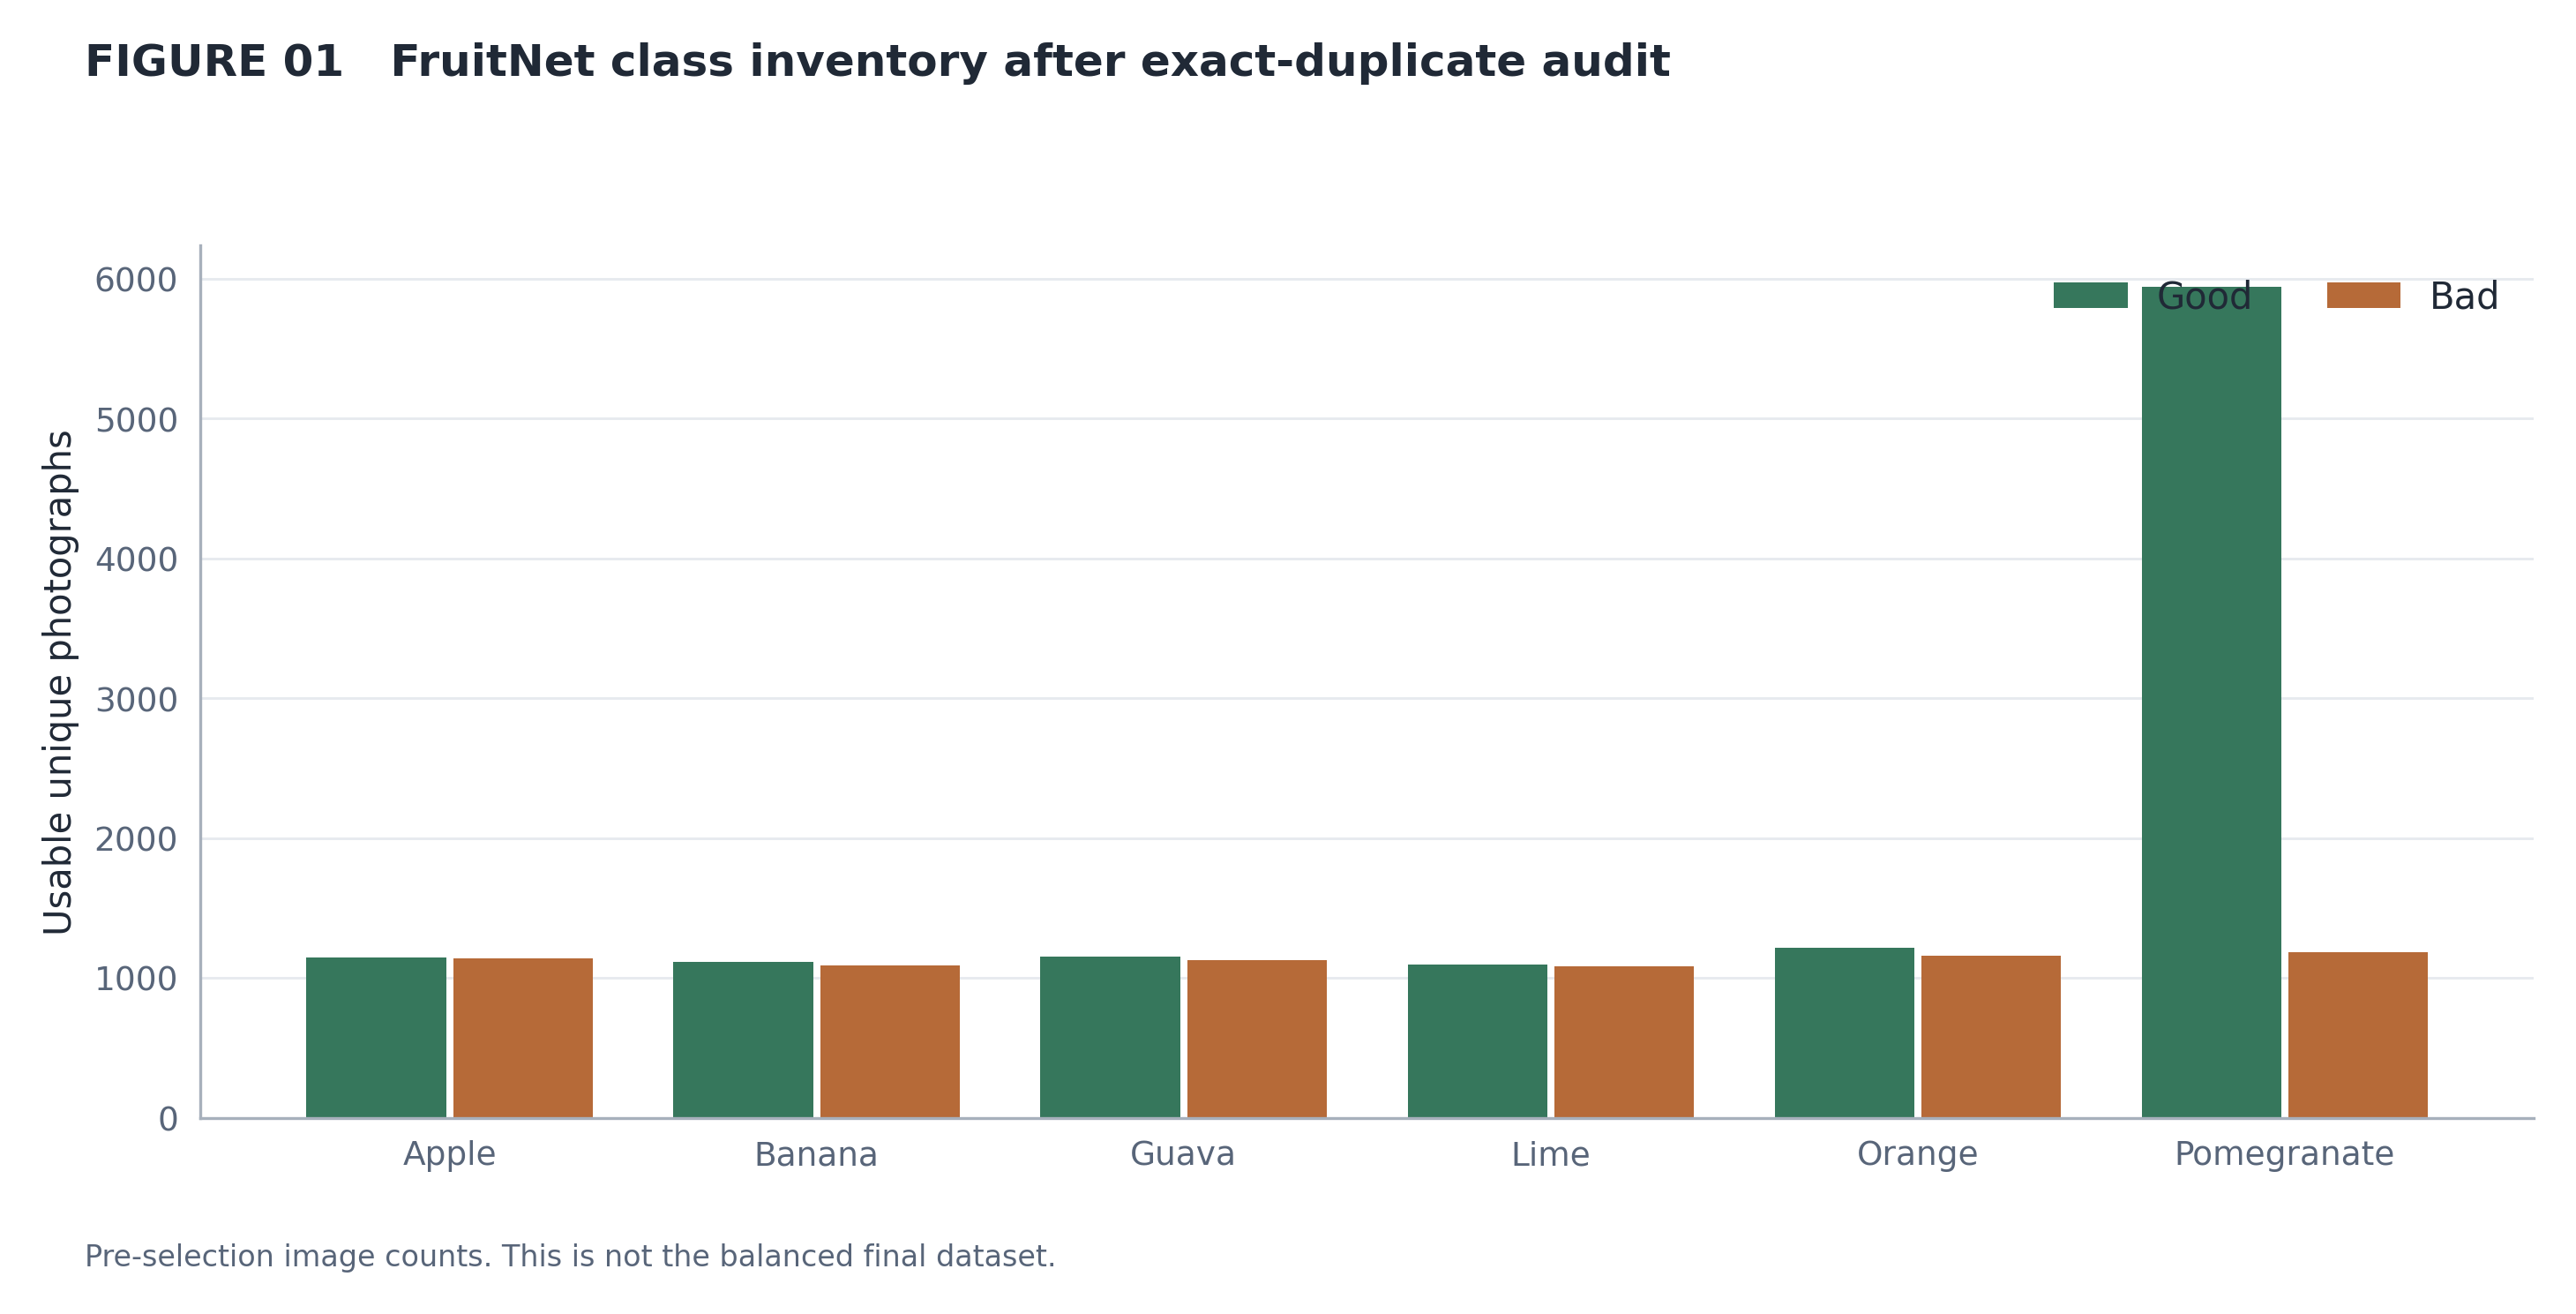 FIGURE 01 FruitNet class inventory after exact-duplicate audit
6000
5000
4000
3000
2000
1000
0
Usable unique photographs
Good Bad
Apple Banana Guava Lime Orange Pomegranate
Pre-selection image counts. This is not the balanced final dataset.